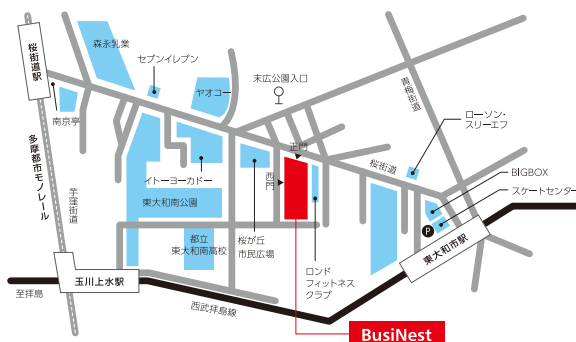 森永乳業
桜街道駅
セブンイレブン
ヤオコー
末広公園入口
青梅街道
南京亭
ローソン・
スリーエフ
正門
桜街道
多摩都市モノレール
芋窪街道
イトーヨーカドー
西門
BIGBOX
東大和南公園
スケートセンター
P
都立
東大和南高校
桜が丘
市民広場
ロンド
フィットネス
クラブ
東大和市駅
玉川上水駅
至拝島
西武拝島線
BusiNest